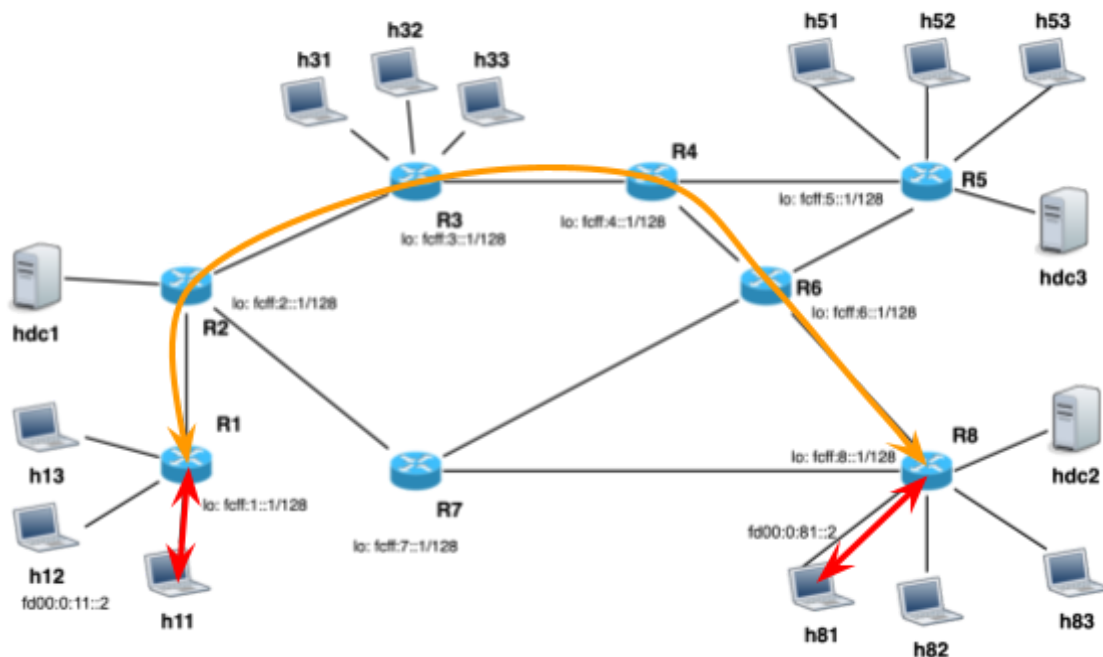 h51
h52
h53
h32
h31
h33
R4
R5
R3
lo: fcff:3::1/128
lo: fcff:4::1/128
lo: fcff:5::1/128
hdc3
R6
lo: fcff:6::1/128
hdc1
R2
lo: fcff:2::1/128
R1
lo: fcff:1::1/128
h13
h12
fd00:0:11::2
h11
R7
lo: fcff:7::1/128
R8
lo: fcff:8::1/128
hdc2
fd00:0:81::2
h81
h82
h83